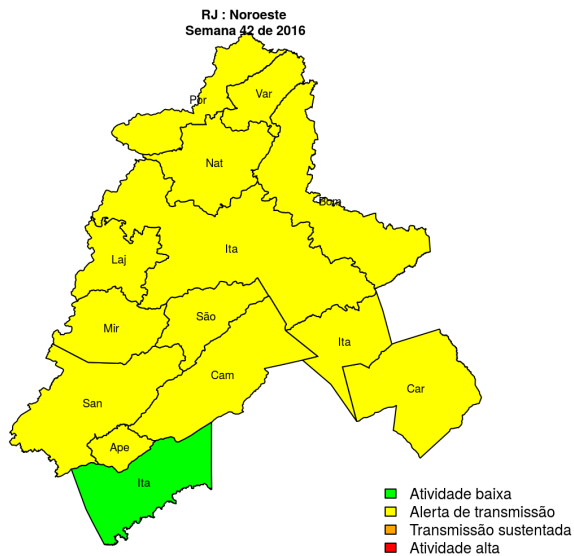 RJ : Noroeste
Semana 42 de 2016
Por
Var
Nat
Bom
Ita
Laj
São
Mir
Ita
Cam
Car
San
Ape
Ita
Atividade baixa
Alerta de transmissão
Transmissão sustentada
Atividade alta